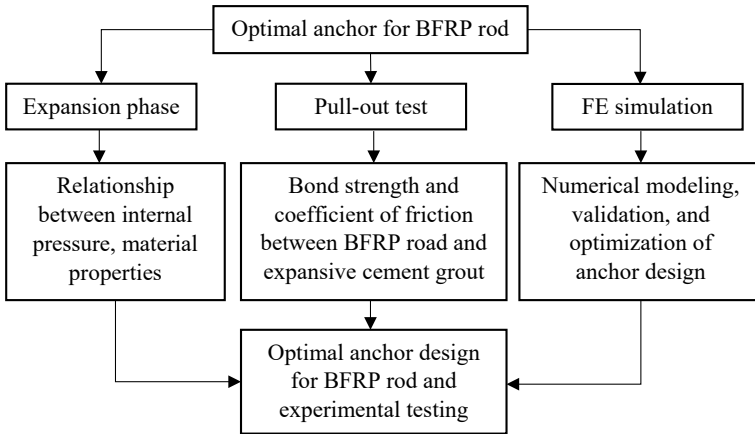 Optimal anchor for BFRP rod
Expansion phase
Pull-out test
FE simulation
Relationship
between internal
pressure, material
properties
Bond strength and
coefficient of friction
between BFRP road and
expansive cement grout
Numerical modeling,
validation, and
optimization of
anchor design
Optimal anchor design
for BFRP rod and
experimental testing